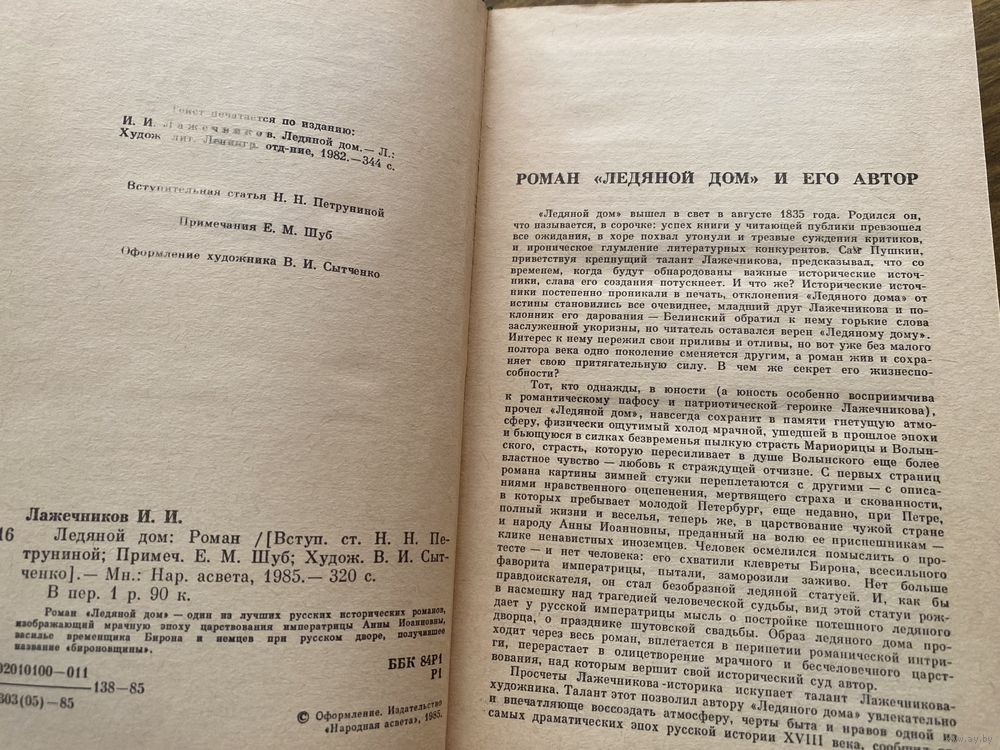 Текст печатается по изданию:
И. И. Лажечников. Ледяной дом.— Л.:
Худож. лит. Ленингр. отд-ние, 1982.—344 с.
Вступительная статья Н. Н. Петруниной
Примечания Е. М. Шуб
Оформление художника В. И. Сытченко
Лажечников И. И.
16 Ледяной дом: Роман /[Вступ. ст. Н. Н. Пе-
труниной; Примеч. Е. М. Шуб; Худож. В. И. Сыт-
ченко].— Мн.: Нар. асвета, 1985.— 320 с.
В пер. 1 р. 90 к.
Роман «Ледяной дом» — один из лучших русских исторических романов,
изображающий мрачную эпоху царствования императрицы Анны Иоановны,
засилье временщика Бирона и немцев при русском дворе, получившее
название «бироновщины».
02010100—011
138—85
303(05)—85
ББК 84Р1
Р1
© Оформление. Издательство
«Народная асвета», 1985.
РОМАН «ЛЕДЯНОЙ ДОМ» И ЕГО АВТОР
«Ледяной дом» вышел в свет в августе 1835 года. Родился он,
что называется, в сорочке: успех книги у читающей публики превзошел
все ожидания, в хоре похвал утонули и трезвые суждения критиков,
и ироническое глумление литературных конкурентов. Сам Пушкин,
приветствуя крепнущий талант Лажечникова, предсказывал, что со
временем, когда будут обнародованы важные исторические источ-
ники, слава его создания потускнеет. И что же? Исторические источ-
ники постепенно проникали в печать, отклонения «Ледяного дома» от
истины становились все очевиднее, младший друг Лажечникова и по-
клонник его дарования — Белинский обратил к нему горькие слова
заслуженной укоризны, но читатель оставался верен «Ледяному дому».
Интерес к нему пережил свои приливы и отливы, но вот уже без малого
полтора века одно поколение сменяется другим, а роман жив и сохра-
няет свою притягательную силу. В чем же секрет его жизнеспо-
собности?
Тот, кто однажды, в юности (а юность особенно восприимчива
к романтическому пафосу и патриотической героике Лажечникова),
прочел «Ледяной дом», навсегда сохранит в памяти гнетущую атмо-
сферу, физически ощутимый холод мрачной, ушедшей в прошлое эпохи
и бьющуюся в силках безвременья пылкую страсть Мариорицы и Волын-
ского, страсть, которую пересиливает в душе Волынского еще более
властное чувство — любовь к страждущей отчизне. С первых страниц
романа картины зимней стужи переплетаются с другими — с описа-
ниями нравственного оцепенения, мертвящего страха и скованности,
в которых пребывает молодой Петербург, еще недавно, при Петре,
полный жизни и веселья, теперь же, в царствование чужой стране
и народу Анны Иоанновны, преданный на волю ее приспешникам —
клике ненавистных иноземцев. Человек осмелился помыслить о про-
тесте — и нет человека: его схватили клевреты Бирона, всесильного
фаворита императрицы, пытали, заморозили заживо. Нет больше
правдоискателя, он стал безобразной ледяной статуей. И, как бы
в насмешку над трагедией человеческой судьбы, вид этой статуи рож-
дает у русской императрицы мысль о постройке потешного ледяного
дворца, о празднике шутовской свадьбы. Образ ледяного дома про-
ходит через весь роман, вплетается в перипетии романической интри-
ги, перерастает в олицетворение мрачного и бесчеловечного царст-
вования, над которым вершит свой исторический суд автор.
Просчеты Лажечникова-историка искупает талант Лажечникова-
художника. Талант этот позволил автору «Ледяного дома» увлекательно
и впечатляюще воссоздать атмосферу, черты быта и нравов одной из
самых драматических эпох русской истории XVIII века,
www.ay.by